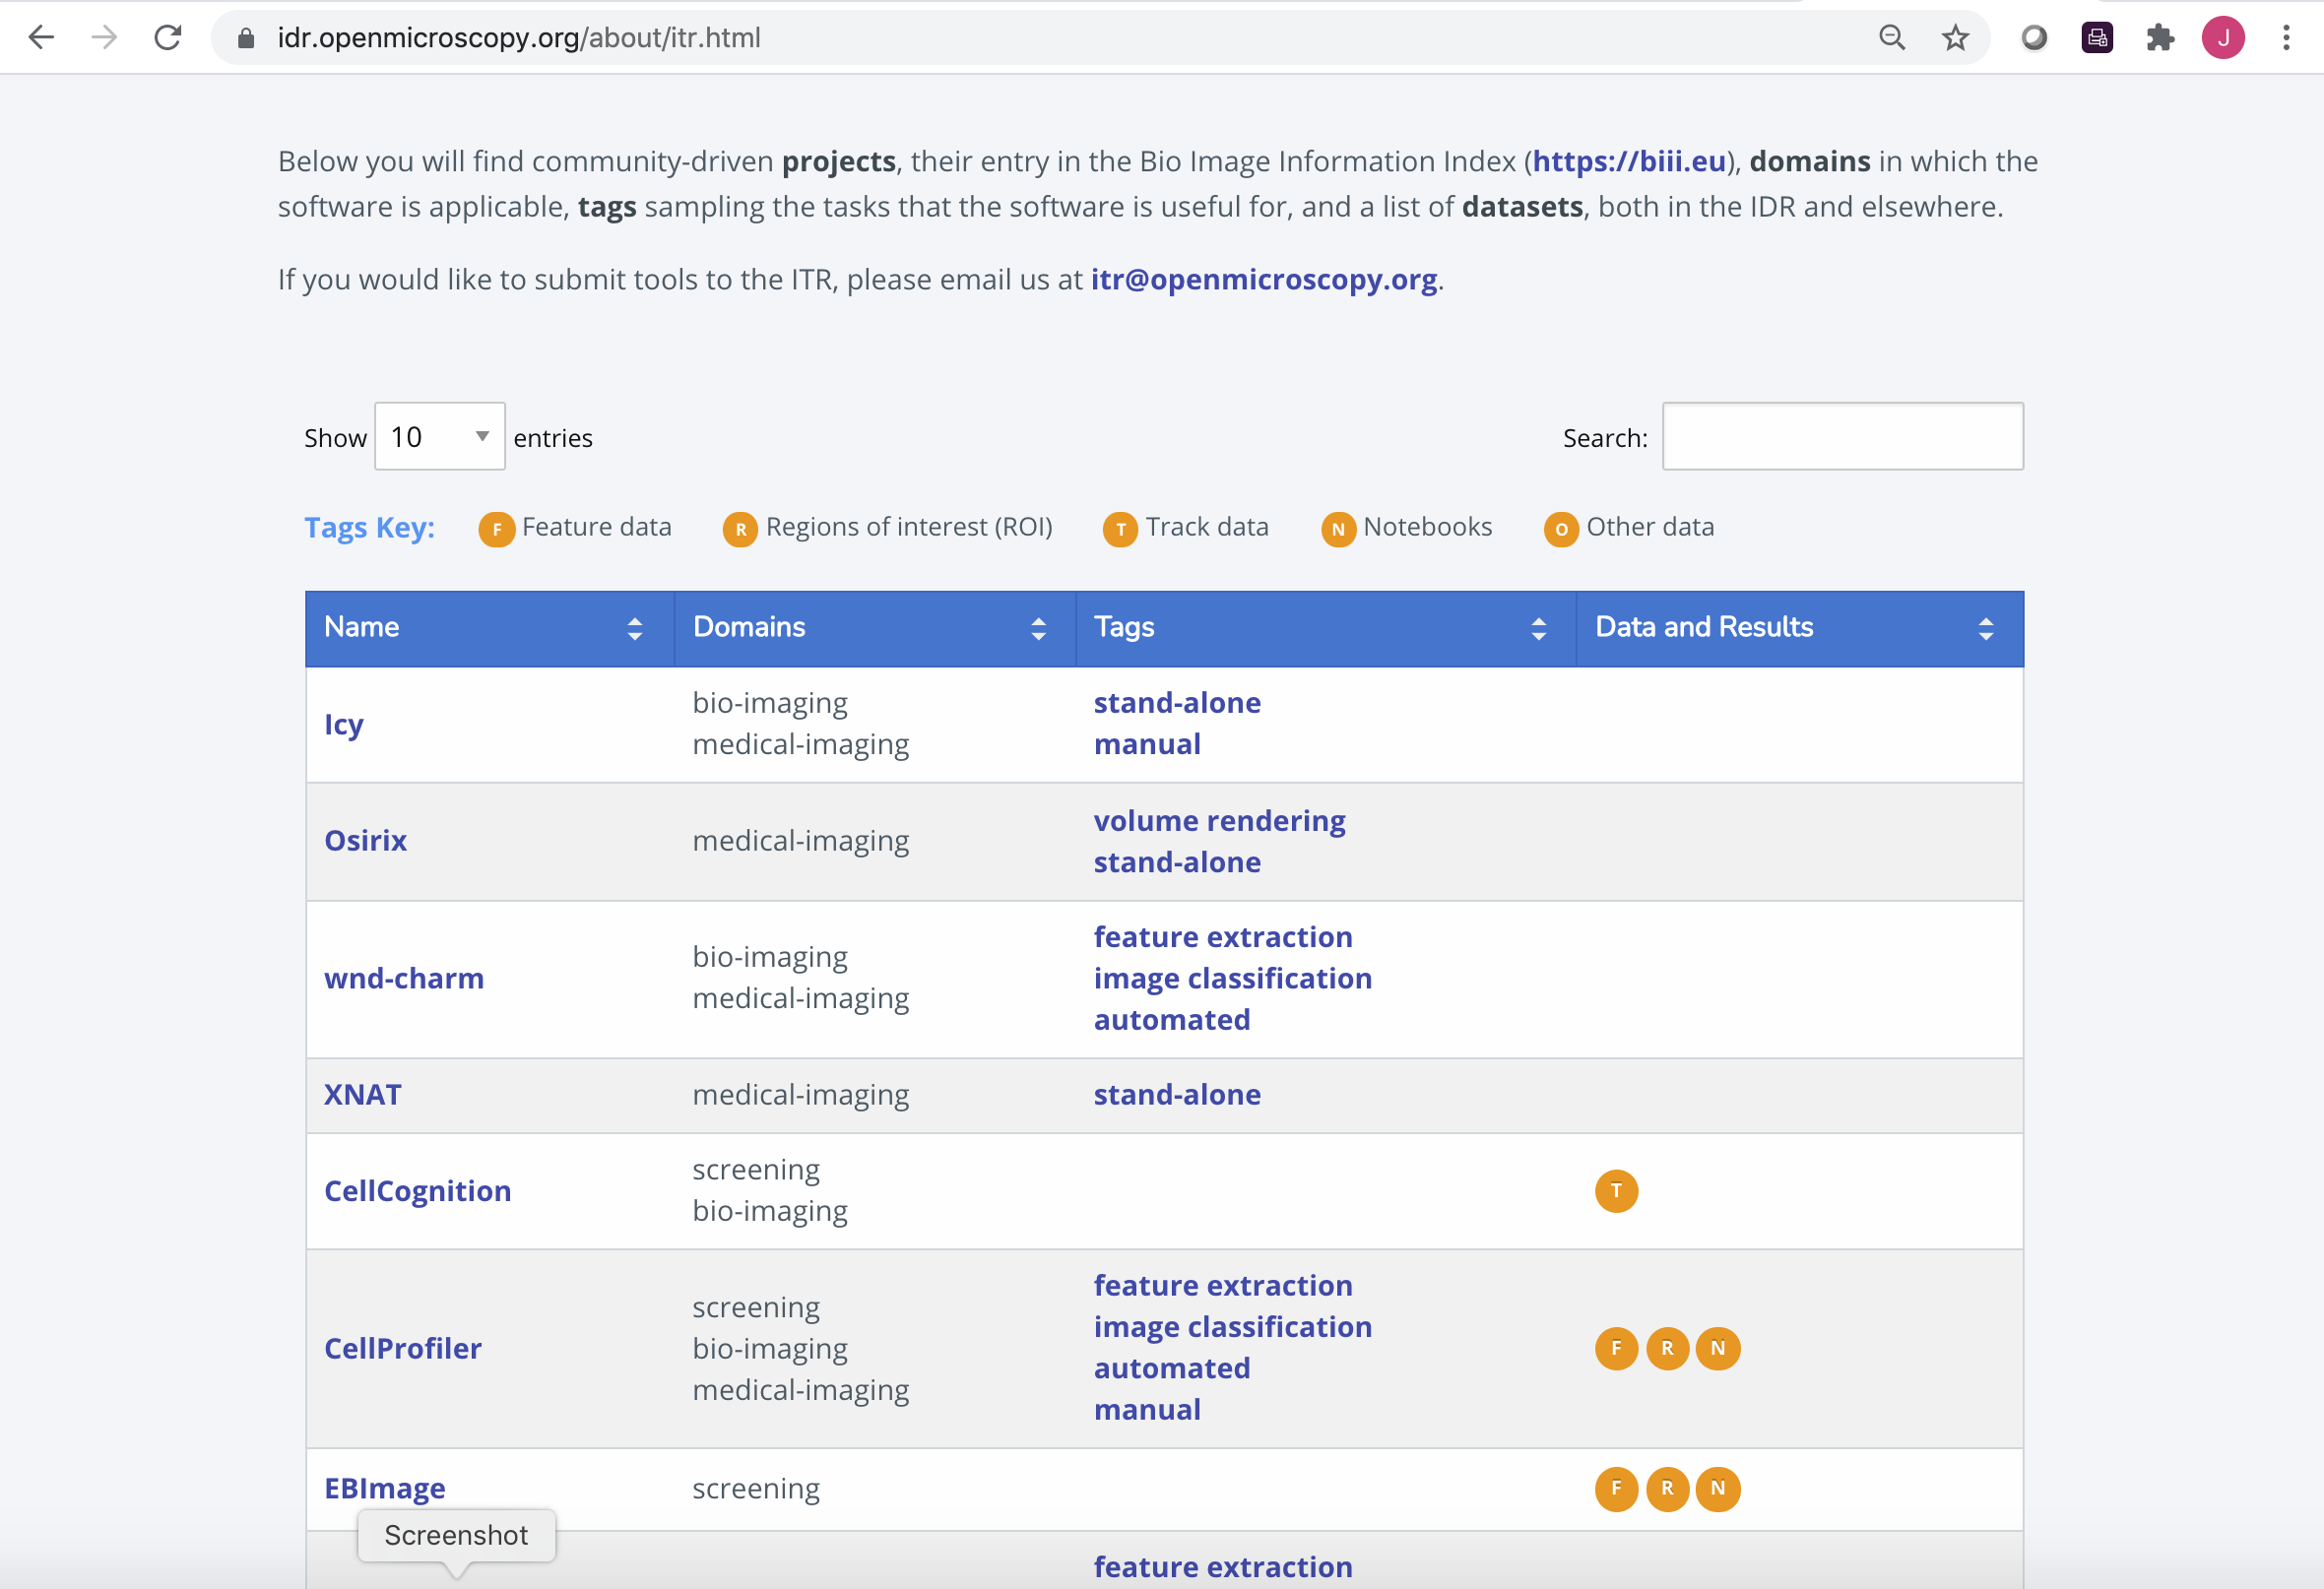 idr.openmicroscopy.org/about/itr.html
J
Below you will find community-driven projects, their entry in the Bio Image Information Index (https://biii.eu), domains in which the
software is applicable, tags sampling the tasks that the software is useful for, and a list of datasets, both in the IDR and elsewhere.
If you would like to submit tools to the ITR, please email us at itr@openmicroscopy.org.
Show 10 entries Search:
Tags Key: F Feature data R Regions of interest (ROI) T Track data N Notebooks O Other data
Name Domains Tags Data and Results
Icy
bio-imaging
medical-imaging
stand-alone
manual
Osirix
medical-imaging
volume rendering
stand-alone
wnd-charm
bio-imaging
medical-imaging
feature extraction
image classification
automated
XNAT
medical-imaging
stand-alone
CellCognition
screening
bio-imaging
T
CellProfiler
screening
bio-imaging
medical-imaging
feature extraction
image classification
automated
manual
F R N
EBImage
screening
F R N
Screenshot
feature extraction